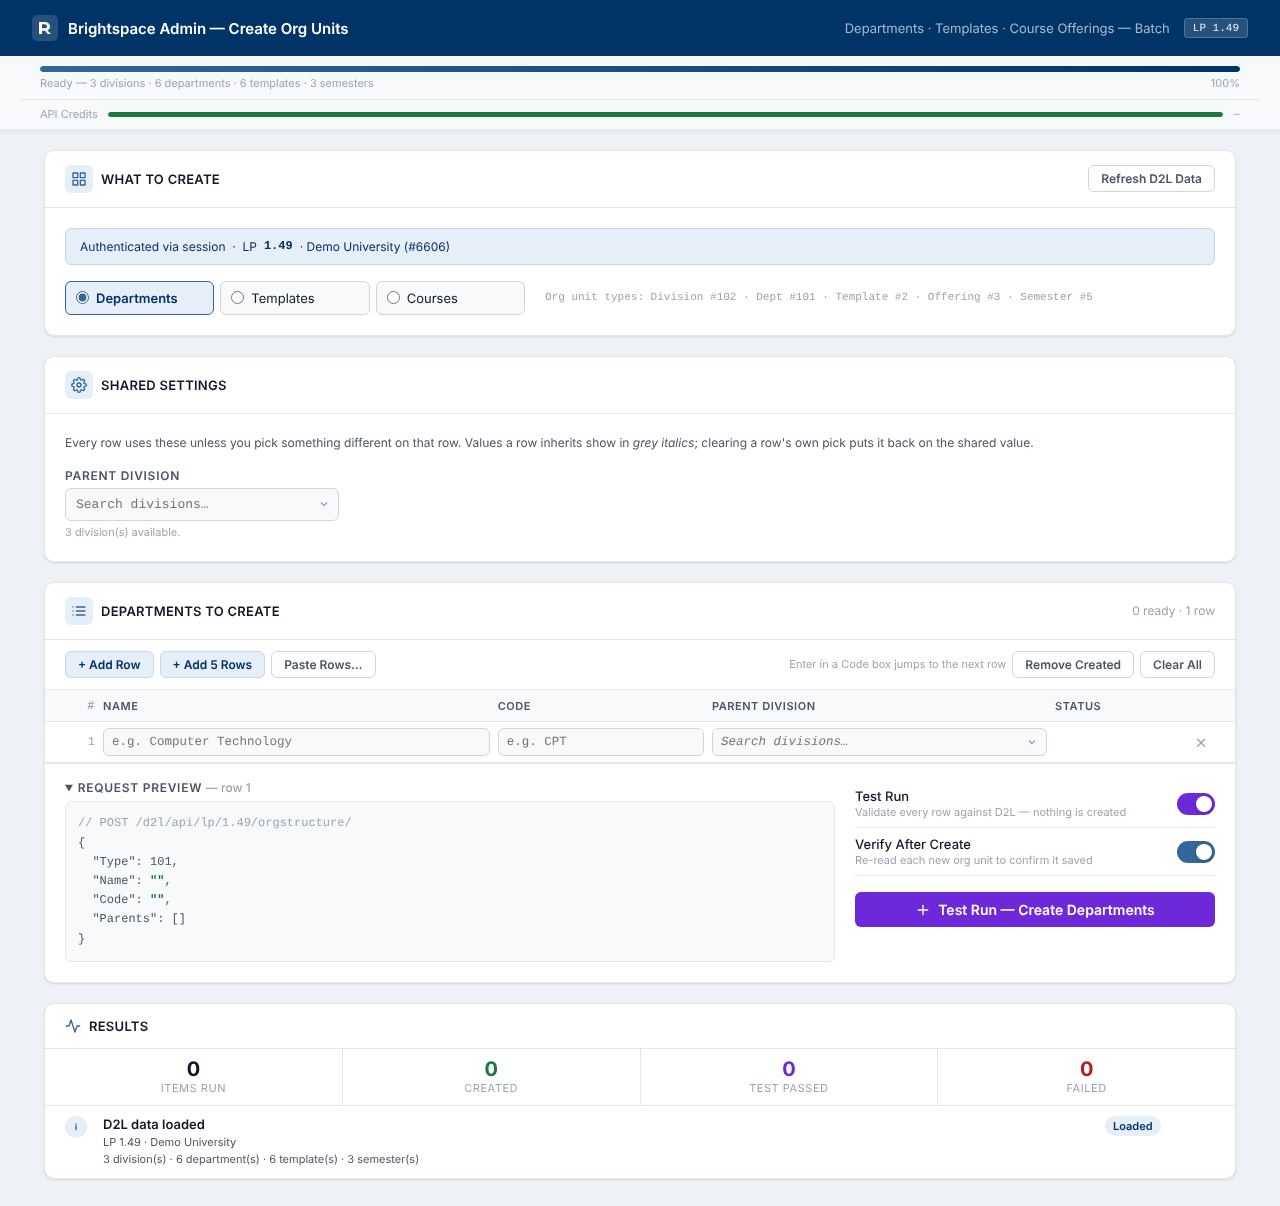 R Brightspace Admin — Create Org Units
Departments · Templates · Course Offerings — Batch
LP 1.49
Ready — 3 divisions · 6 departments · 6 templates · 3 semesters
100%
API Credits
—
WHAT TO CREATE
Refresh D2L Data
Authenticated via session · LP 1.49 · Demo University (#6606)
Departments
Templates
Courses
Org unit types: Division #102 · Dept #101 · Template #2 · Offering #3 · Semester #5
SHARED SETTINGS
Every row uses these unless you pick something different on that row. Values a row inherits show in grey italics; clearing a row's own pick puts it back on the shared value.
PARENT DIVISION
Search divisions…
3 division(s) available.
DEPARTMENTS TO CREATE
0 ready · 1 row
+ Add Row
+ Add 5 Rows
Paste Rows…
Enter in a Code box jumps to the next row
Remove Created
Clear All
# NAME CODE PARENT DIVISION STATUS
1 e.g. Computer Technology e.g. CPT Search divisions… ×
▼ REQUEST PREVIEW — row 1
// POST /d2l/api/lp/1.49/orgstructure/
{
"Type": 101,
"Name": "",
"Code": "",
"Parents": []
}
Test Run
Validate every row against D2L — nothing is created
Verify After Create
Re-read each new org unit to confirm it saved
+ Test Run — Create Departments
RESULTS
0
ITEMS RUN
0
CREATED
0
TEST PASSED
0
FAILED
i
D2L data loaded
Loaded
LP 1.49 · Demo University
3 division(s) · 6 department(s) · 6 template(s) · 3 semester(s)